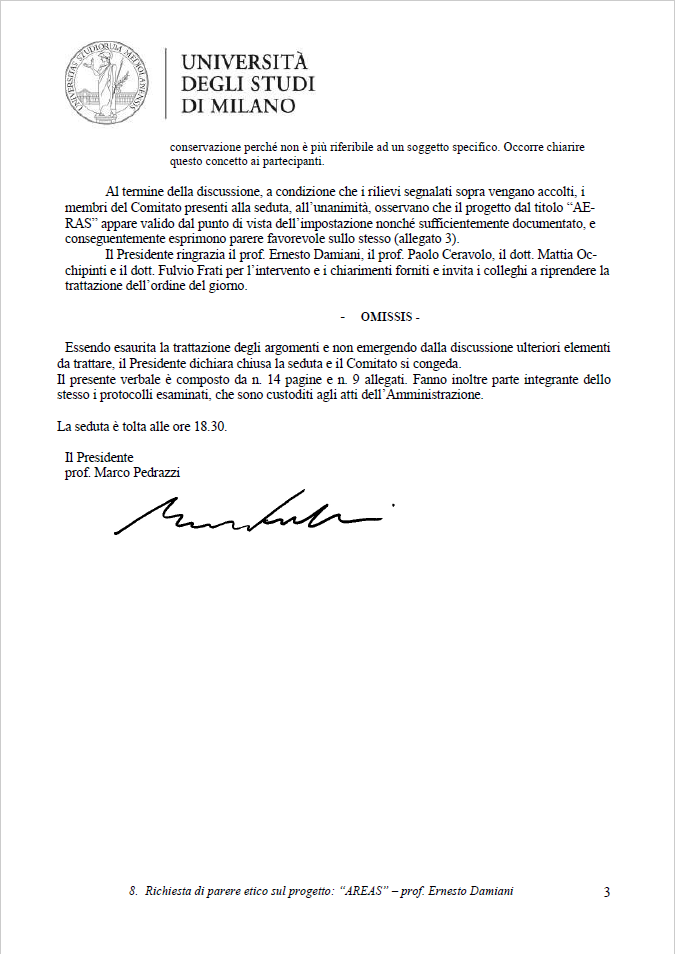 UNIVERSITÀ
DEGLI STUDI
DI MILANO
conservazione perché non è più riferibile ad un soggetto specifico. Occorre chiarire
questo concetto ai partecipanti.
Al termine della discussione, a condizione che i rilievi segnalati sopra vengano accolti, i
membri del Comitato presenti alla seduta, all’unanimità, osservano che il progetto dal titolo “AE-
RAS” appare valido dal punto di vista dell’impostazione nonché sufficientemente documentato, e
conseguentemente esprimono parere favorevole sullo stesso (allegato 3).
Il Presidente ringrazia il prof. Ernesto Damiani, il prof. Paolo Ceravolo, il dott. Mattia Oc-
chipinti e il dott. Fulvio Frati per l’intervento e i chiarimenti forniti e invita i colleghi a riprendere la
trattazione dell’ordine del giorno.
- OMISSIS -
Essendo esaurita la trattazione degli argomenti e non emergendo dalla discussione ulteriori elementi
da trattare, il Presidente dichiara chiusa la seduta e il Comitato si congeda.
Il presente verbale è composto da n. 14 pagine e n. 9 allegati. Fanno inoltre parte integrante dello
stesso i protocolli esaminati, che sono custoditi agli atti dell’Amministrazione.
La seduta è tolta alle ore 18.30.
Il Presidente
prof. Marco Pedrazzi
8. Richiesta di parere etico sul progetto: “AREAS” – prof. Ernesto Damiani 3